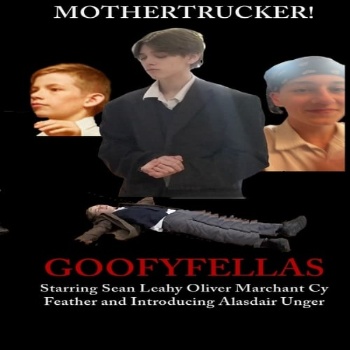 MOTHERTRUCKER!
GOOFYFELLAS
Starring Sean Leahy Oliver Marchant Cy
Feather and Introducing Alasdair Unger